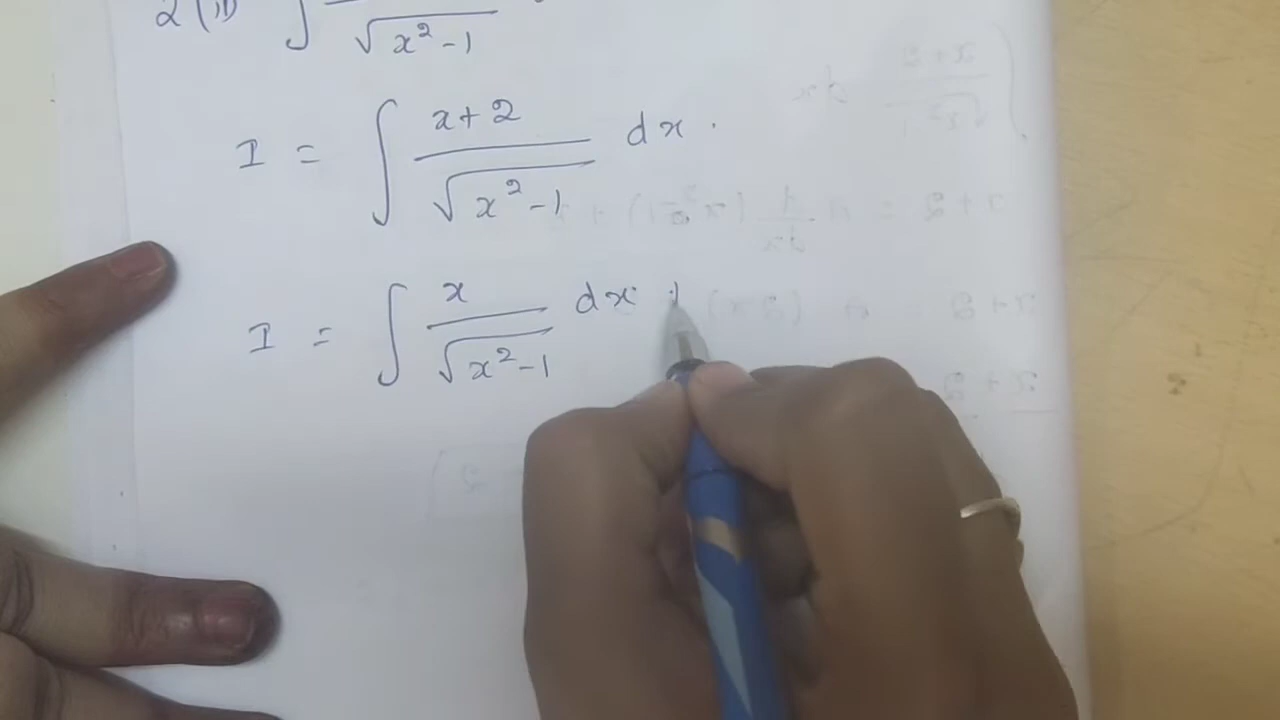 2 (ii) ∫ ― / √(x² - 1)
I = ∫ (x + 2) / √(x² - 1) dx .
I = ∫ x / √(x² - 1) dx +